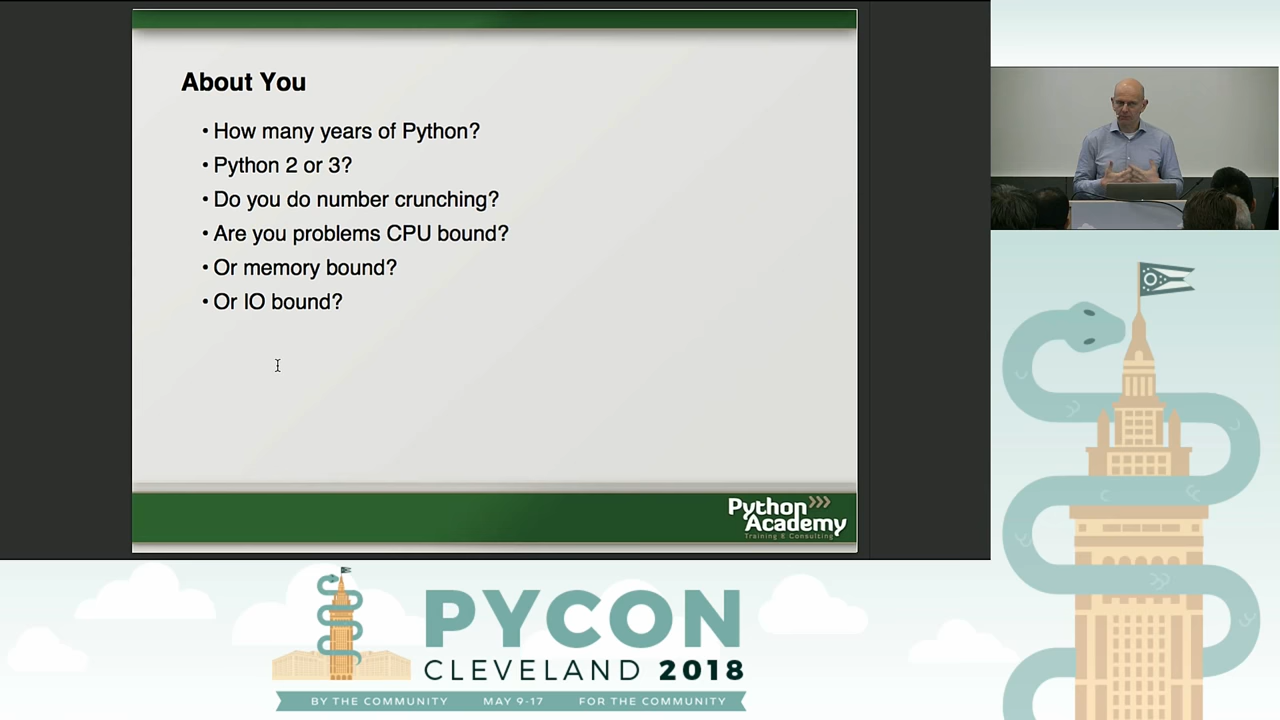 About You
• How many years of Python?
• Python 2 or 3?
• Do you do number crunching?
• Are you problems CPU bound?
• Or memory bound?
• Or IO bound?
Python
Academy
Training & Consulting
PYCON
CLEVELAND 2018
BY THE COMMUNITY MAY 9-17 FOR THE COMMUNITY